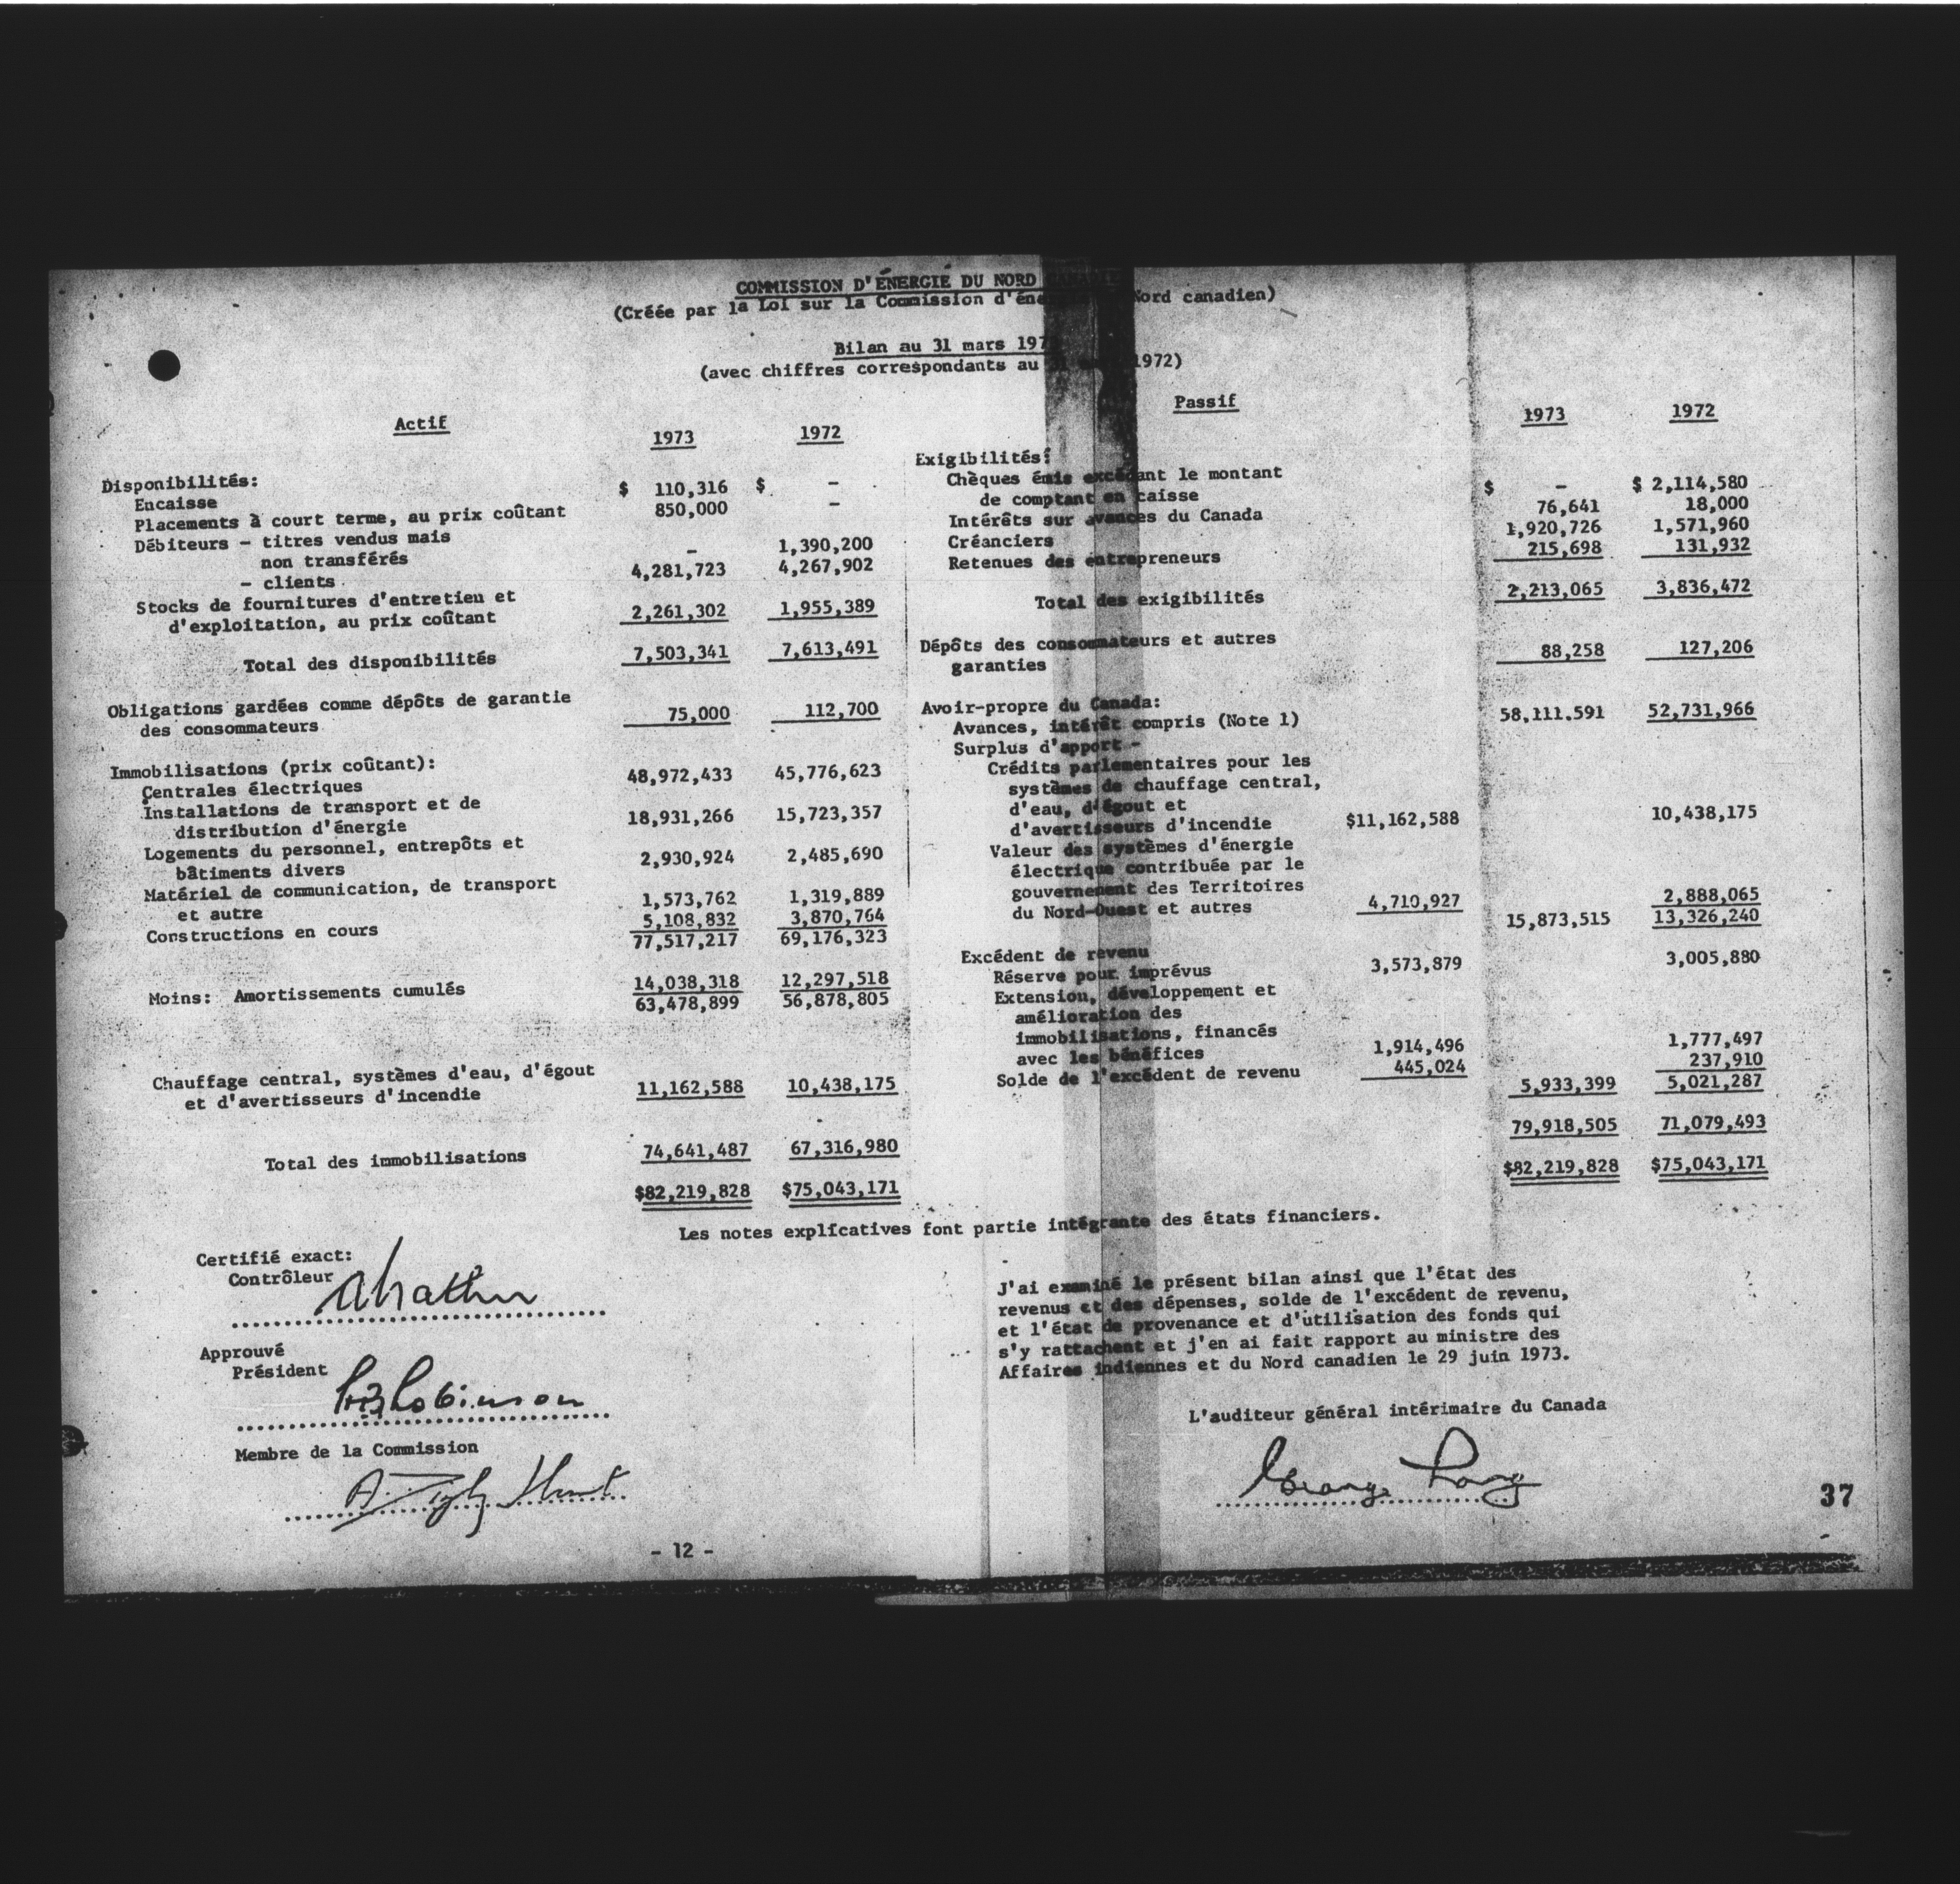 COMMISSION D'ÉNERGIE DU NORD
(Créée par la Loi sur la Commission d'éne Nord canadien)
Bilan au 31 mars 197
(avec chiffres correspondants au 31 1972)
Actif
1973 1972
Disponibilités:
Encaisse $ 110,316 $ -
Placements à court terme, au prix coûtant 850,000 -
Débiteurs - titres vendus mais
non transférés - 1,390,200
- clients 4,281,723 4,267,902
Stocks de fournitures d'entretien et
d'exploitation, au prix coûtant 2,261,302 1,955,389
Total des disponibilités 7,503,341 7,613,491
Obligations gardées comme dépôts de garantie
des consommateurs 75,000 112,700
Immobilisations (prix coûtant):
Centrales électriques 48,972,433 45,776,623
Installations de transport et de
distribution d'énergie 18,931,266 15,723,357
Logements du personnel, entrepôts et
bâtiments divers 2,930,924 2,485,690
Matériel de communication, de transport
et autre 1,573,762 1,319,889
Constructions en cours 5,108,832 3,870,764
77,517,217 69,176,323
Moins: Amortissements cumulés 14,038,318 12,297,518
63,478,899 56,878,805
Chauffage central, systèmes d'eau, d'égout
et d'avertisseurs d'incendie 11,162,588 10,438,175
Total des immobilisations 74,641,487 67,316,980
$82,219,828 $75,043,171
Passif
1973 1972
Exigibilités:
Chèques émis excédant le montant
de comptant en caisse $ - $ 2,114,580
Intérêts sur avances du Canada 76,641 18,000
Créanciers 1,920,726 1,571,960
Retenues des entrepreneurs 215,698 131,932
Total des exigibilités 2,213,065 3,836,472
Dépôts des consommateurs et autres
garanties 88,258 127,206
Avoir-propre du Canada:
Avances, intérêt compris (Note 1) 58,111.591 52,731,966
Surplus d'apport -
Crédits parlementaires pour les
systèmes de chauffage central,
d'eau, d'égout et
d'avertisseurs d'incendie $11,162,588 10,438,175
Valeur des systèmes d'énergie
électrique contribuée par le
gouvernement des Territoires
du Nord-Ouest et autres 4,710,927 2,888,065
15,873,515 13,326,240
Excédent de revenu
Réserve pour imprévus 3,573,879 3,005,880
Extension, développement et
amélioration des
immobilisations, financés
avec les bénéfices 1,914,496 1,777,497
Solde de l'excédent de revenu 445,024 237,910
5,933,399 5,021,287
79,918,505 71,079,493
$82,219,828 $75,043,171
Les notes explicatives font partie intégrante des états financiers.
Certifié exact:
Contrôleur
Approuvé
Président
Robinson
Membre de la Commission
Hunt
J'ai examiné le présent bilan ainsi que l'état des
revenus et des dépenses, solde de l'excédent de revenu,
et l'état de provenance et d'utilisation des fonds qui
s'y rattachent et j'en ai fait rapport au ministre des
Affaires indiennes et du Nord canadien le 29 juin 1973.
L'auditeur général intérimaire du Canada
George Long
37
- 12 -